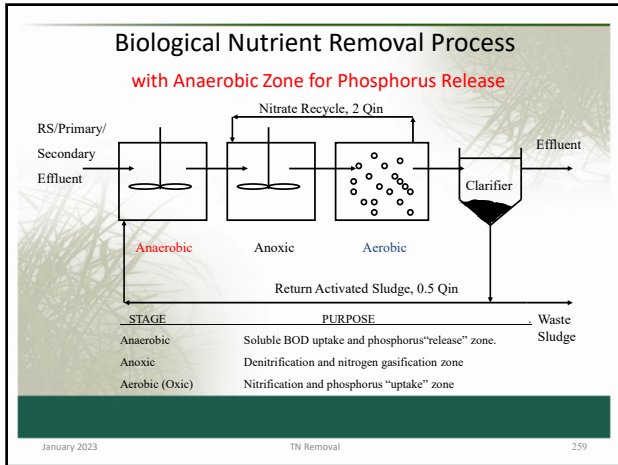 Biological Nutrient Removal Process
with Anaerobic Zone for Phosphorus Release
Nitrate Recycle, 2 Qin
RS/Primary/
Secondary
Effluent
Effluent
Clarifier
Anaerobic
Anoxic
Aerobic
Return Activated Sludge, 0.5 Qin
STAGE PURPOSE .
Waste
Sludge
Anaerobic Soluble BOD uptake and phosphorus“release” zone.
Anoxic Denitrification and nitrogen gasification zone
Aerobic (Oxic) Nitrification and phosphorus “uptake” zone
January 2023 TN Removal 259